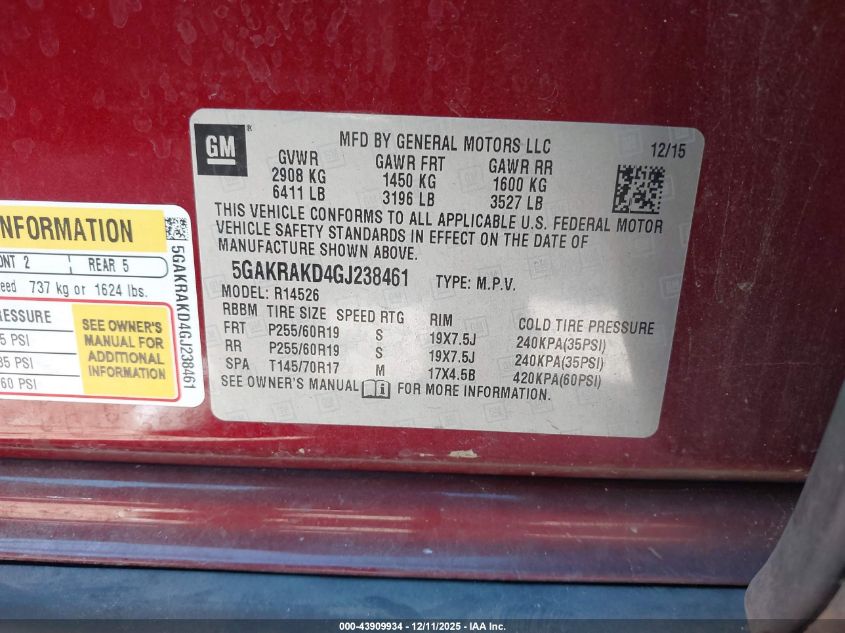 GM ®
MFD BY GENERAL MOTORS LLC 12/15
GVWR GAWR FRT GAWR RR
2908 KG 1450 KG 1600 KG
6411 LB 3196 LB 3527 LB
THIS VEHICLE CONFORMS TO ALL APPLICABLE U.S. FEDERAL MOTOR
VEHICLE SAFETY STANDARDS IN EFFECT ON THE DATE OF
MANUFACTURE SHOWN ABOVE.
5GAKRAKD4GJ238461 TYPE: M.P.V.
MODEL: R14526
RBBM TIRE SIZE SPEED RTG RIM COLD TIRE PRESSURE
FRT P255/60R19 S 19X7.5J 240KPA(35PSI)
RR P255/60R19 S 19X7.5J 240KPA(35PSI)
SPA T145/70R17 M 17X4.5B 420KPA(60PSI)
SEE OWNER'S MANUAL FOR MORE INFORMATION.
NFORMATION
ONT 2 REAR 5
eed 737 kg or 1624 lbs.
RESSURE
5 PSI
35 PSI
60 PSI
SEE OWNER'S
MANUAL FOR
ADDITIONAL
INFORMATION
5GAKRAKD4GJ238461
000-43909934 - 12/11/2025 - IAA Inc.